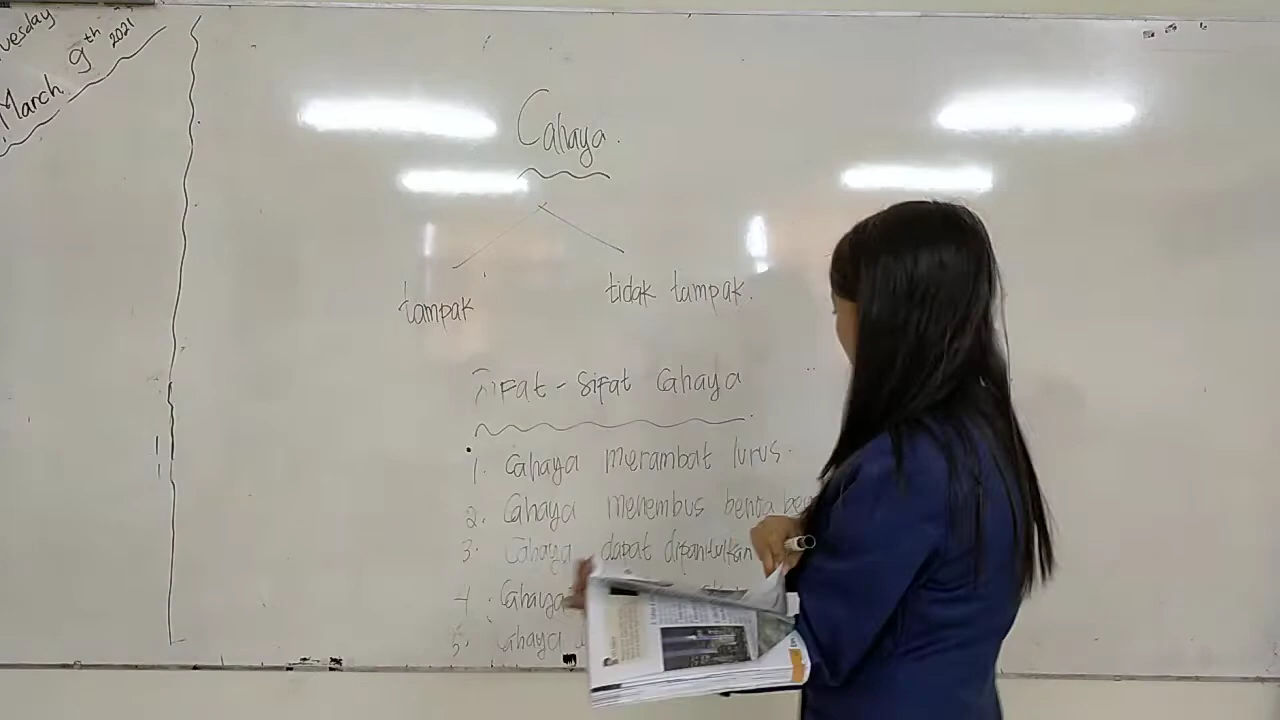 Tuesday
March 9th 2021
Cahaya.
tampak
tidak tampak.
Sifat-Sifat Cahaya
1. Cahaya merambat lurus.
2. Cahaya menembus benda
3. Cahaya dapat dipantulkan
4. Cahaya
5. Cahaya